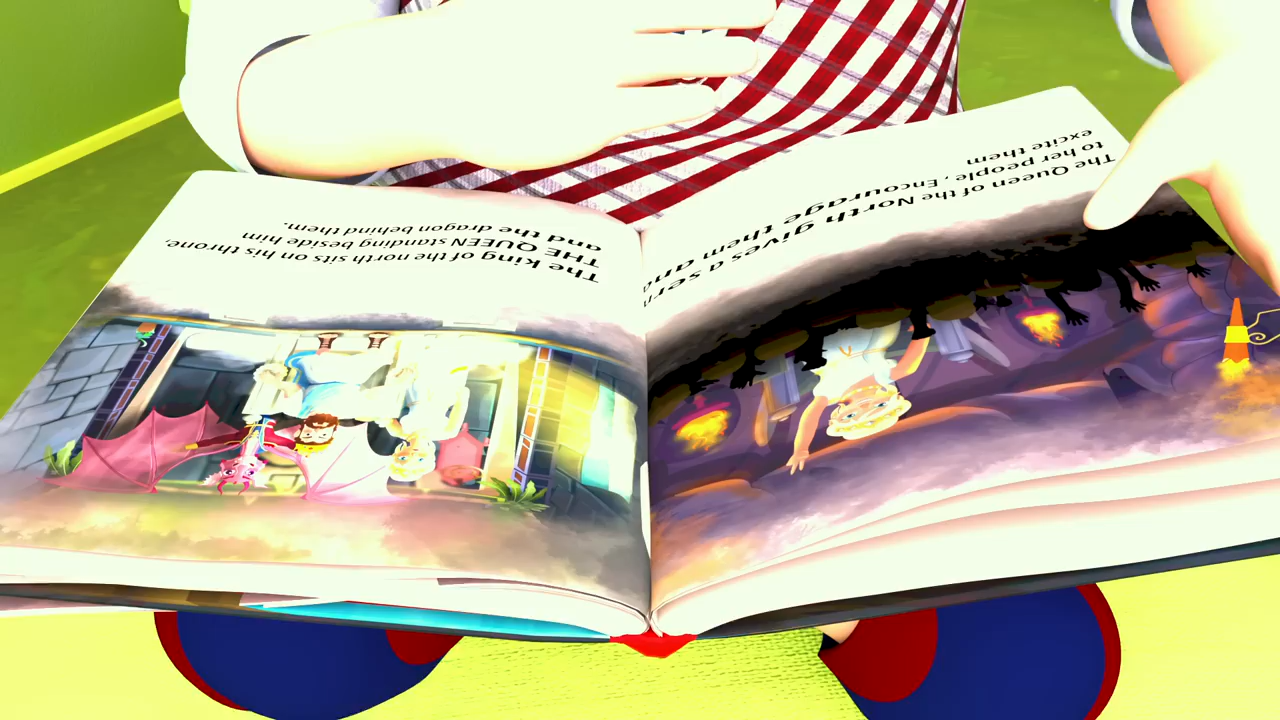 The Queen of the North gives a
to her people . Encourage them and
excite them
The king of the north sits on his throne,
THE QUEEN standing beside him
and the dragon behind them.